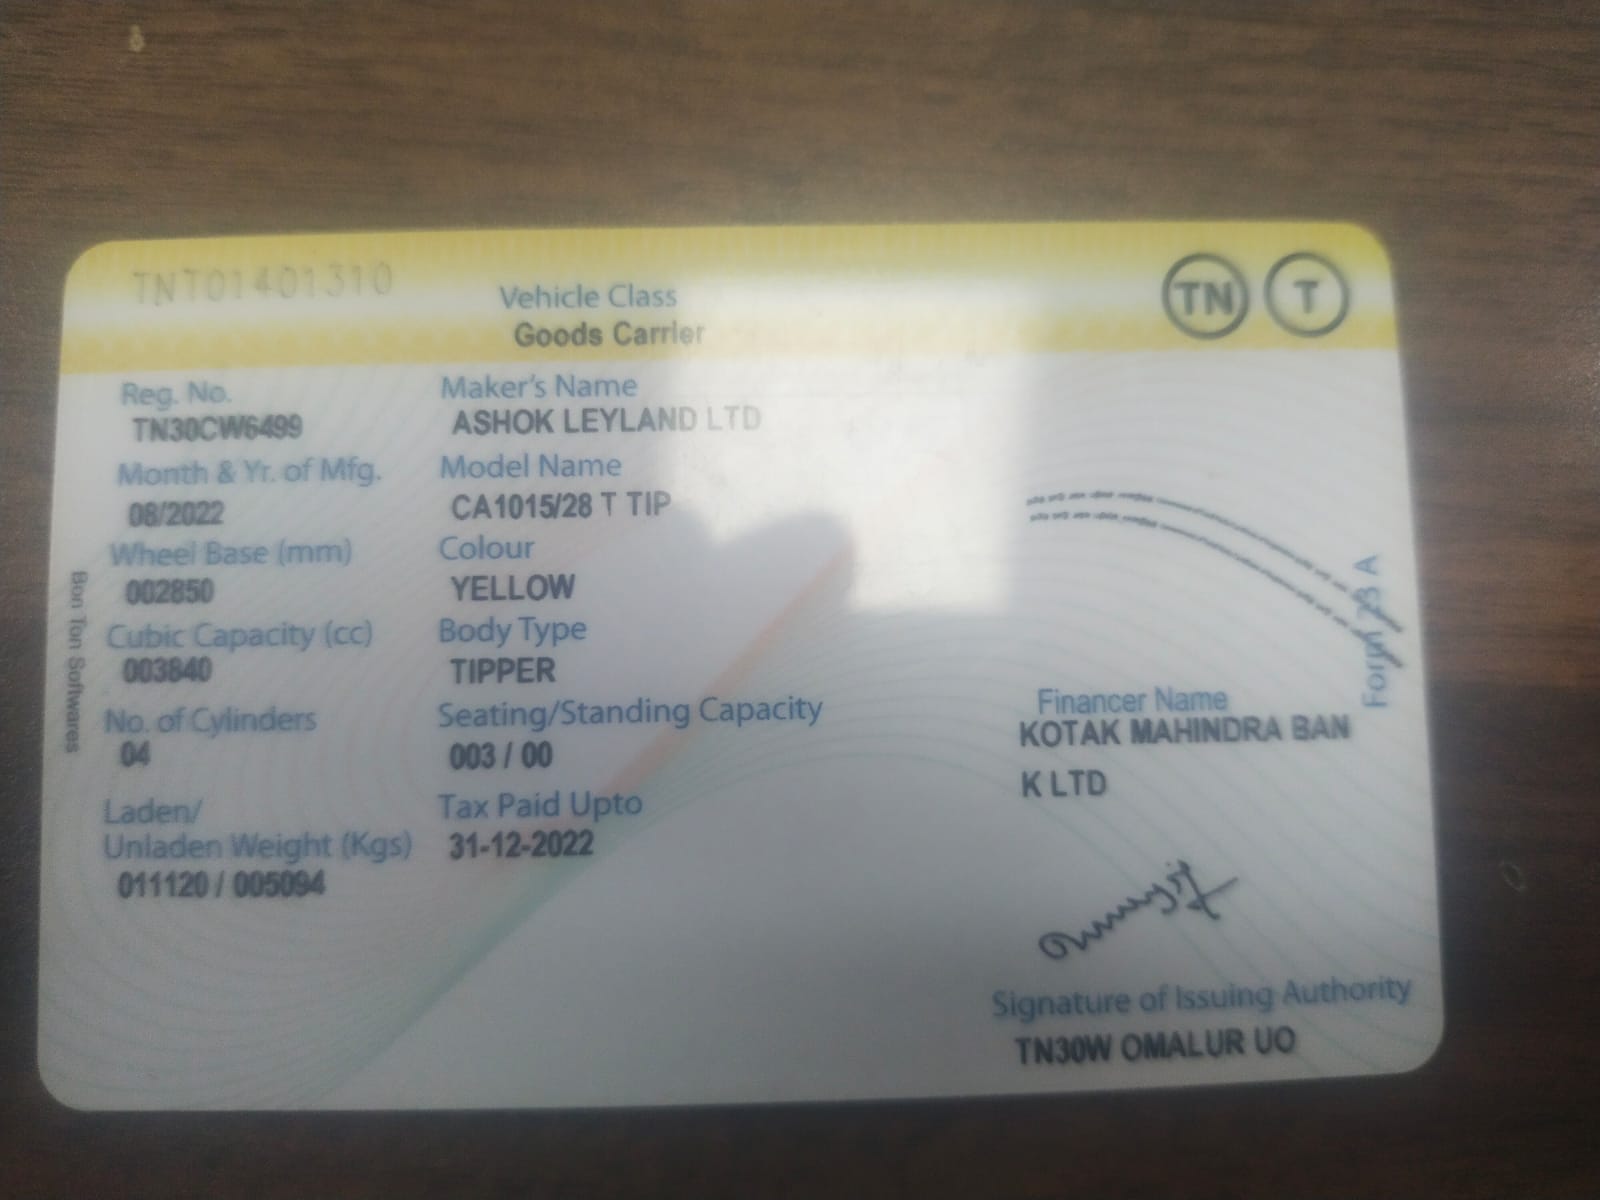 TNT01401310
TN T
Vehicle Class
Goods Carrier
Reg. No.
TN30CW6499
Maker's Name
ASHOK LEYLAND LTD
Month & Yr. of Mfg.
08/2022
Model Name
CA1015/28 T TIP
Wheel Base (mm)
002850
Colour
YELLOW
Cubic Capacity (cc)
003840
Body Type
TIPPER
No. of Cylinders
04
Seating/Standing Capacity
003 / 00
Laden/
Unladen Weight (Kgs)
011120 / 005094
Tax Paid Upto
31-12-2022
Financer Name
KOTAK MAHINDRA BAN
K LTD
Signature of Issuing Authority
TN30W OMALUR UO
Form 23 A
Bon Ton Softwares